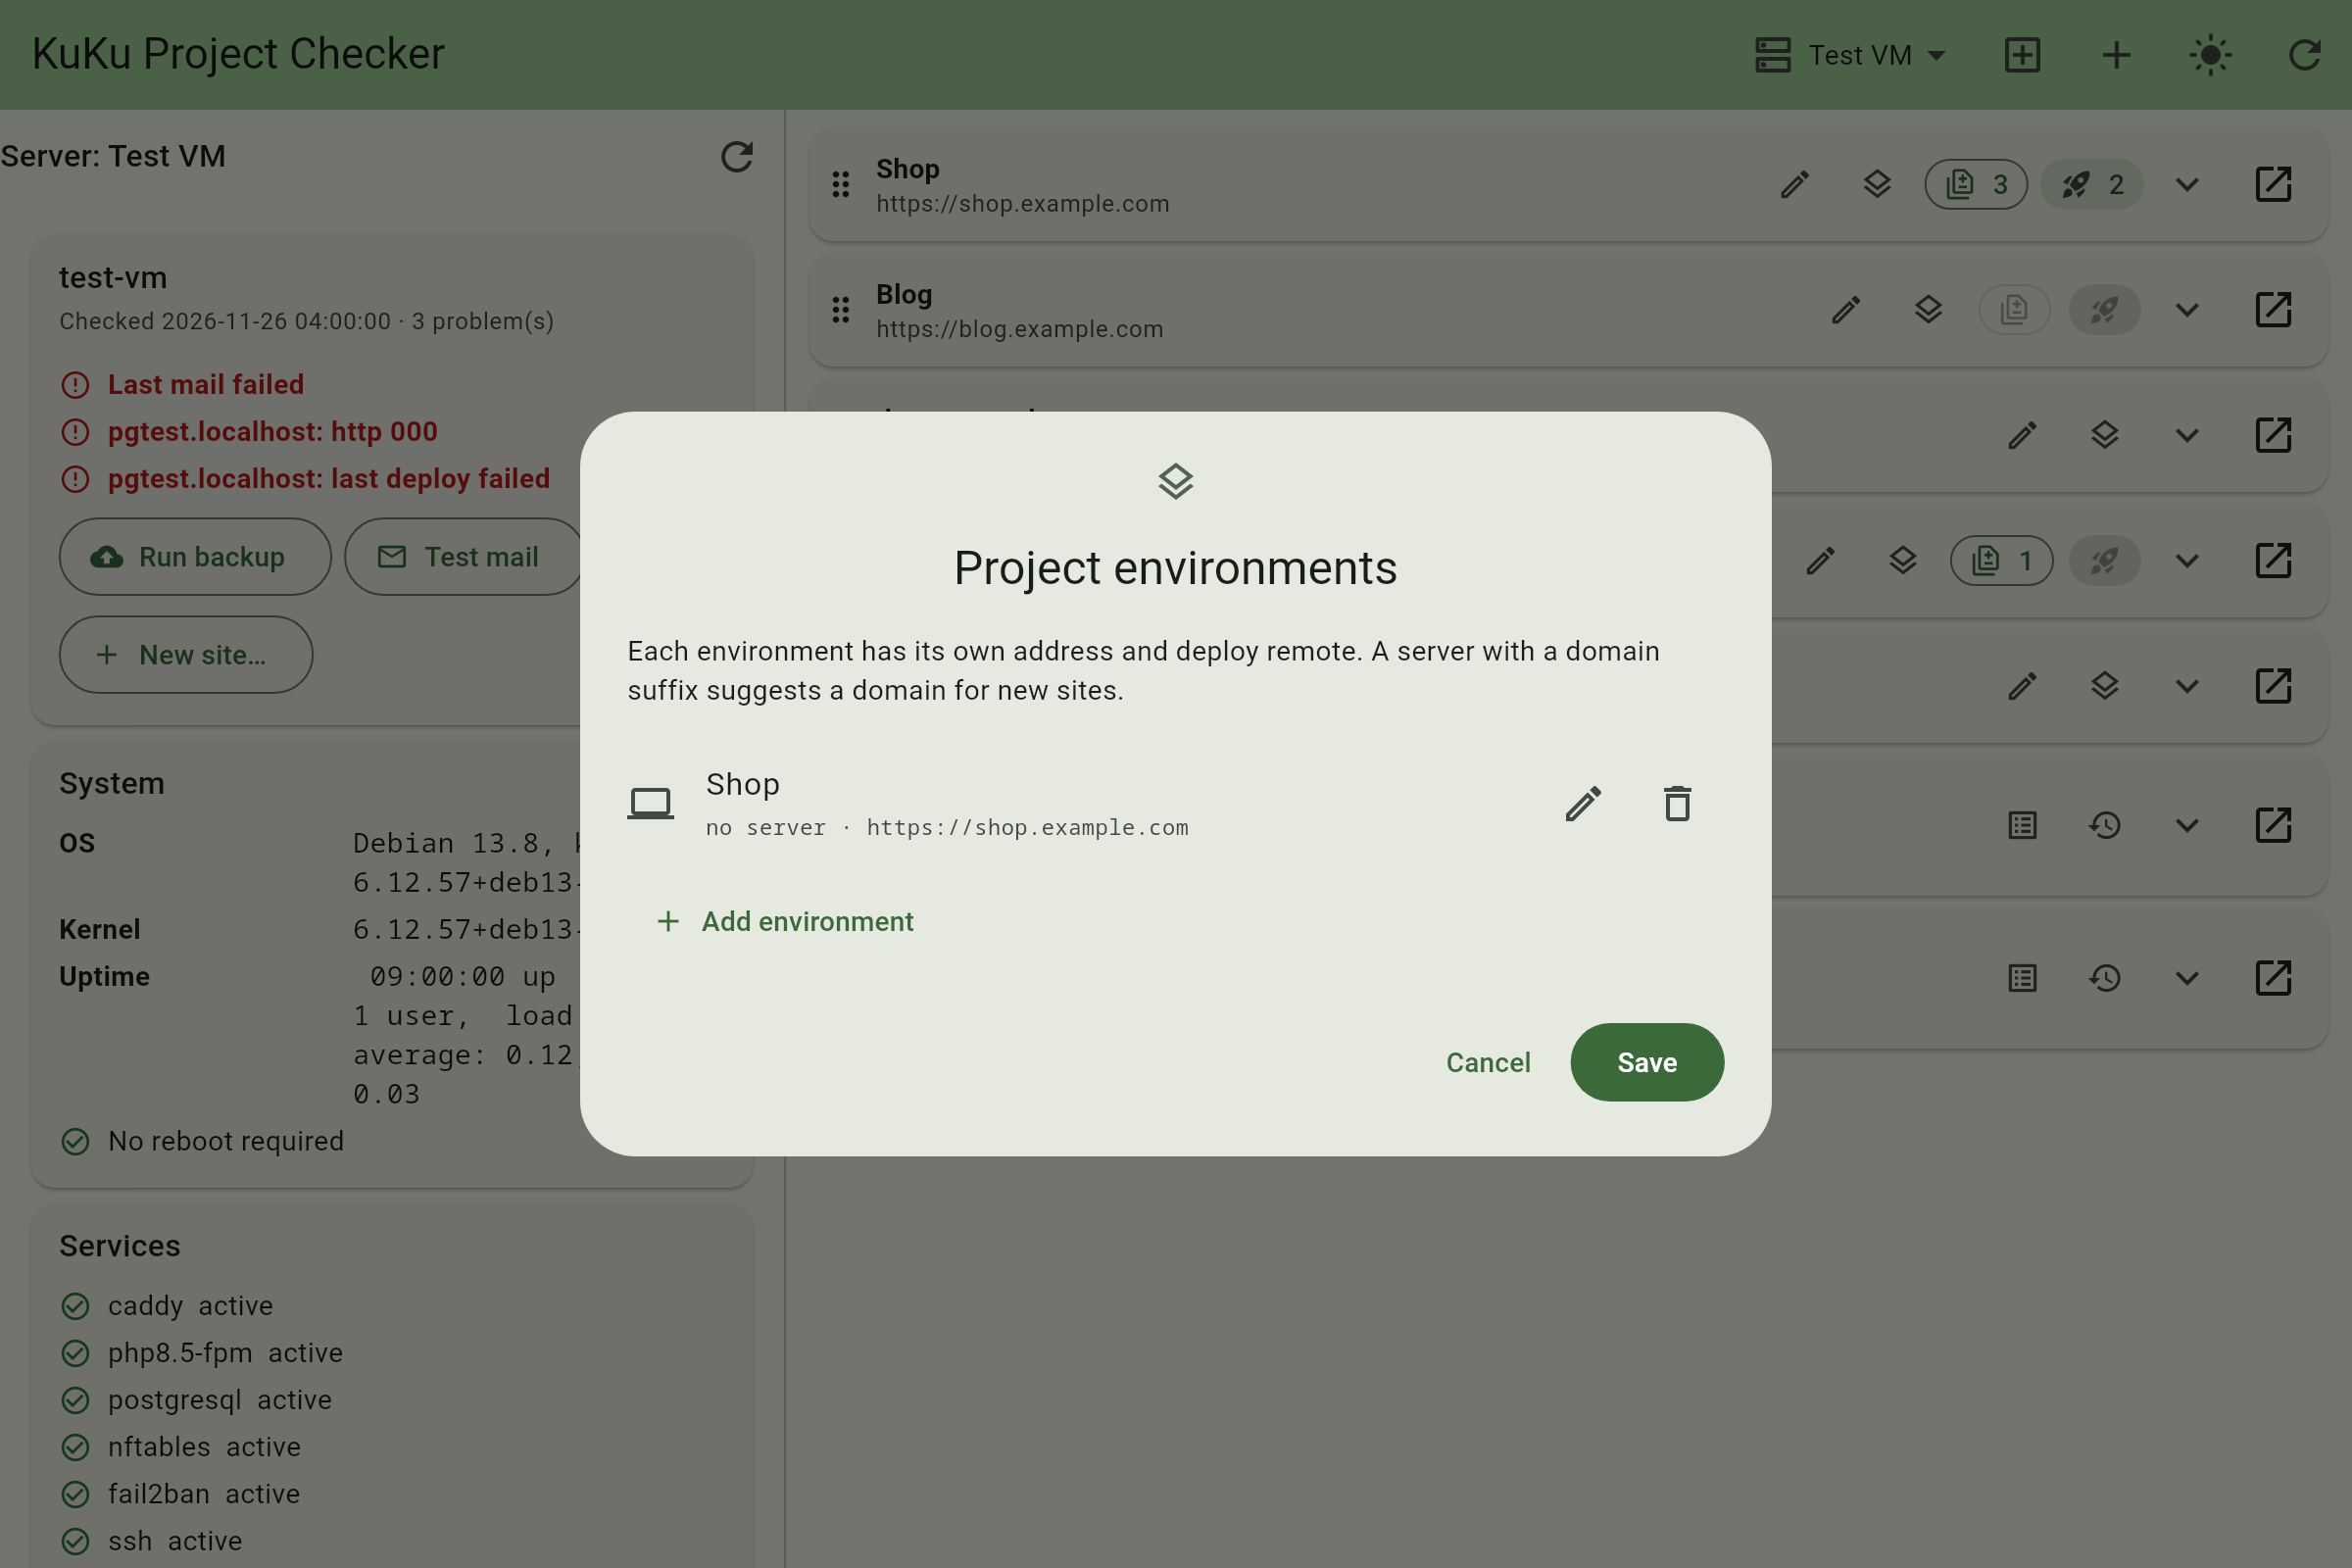 KuKu Project Checker
Test VM
Server: Test VM
test-vm
Checked 2026-11-26 04:00:00 · 3 problem(s)
Last mail failed
pgtest.localhost: http 000
pgtest.localhost: last deploy failed
Run backup
Test mail
New site…
System
OS
Debian 13.8,
6.12.57+deb13-
Kernel
6.12.57+deb13-
Uptime
09:00:00 up
1 user, load
average: 0.12,
0.03
No reboot required
Services
caddy active
php8.5-fpm active
postgresql active
nftables active
fail2ban active
ssh active
Shop
https://shop.example.com
3
2
Blog
https://blog.example.com
1
Project environments
Each environment has its own address and deploy remote. A server with a domain
suffix suggests a domain for new sites.
Shop
no server · https://shop.example.com
Add environment
Cancel
Save